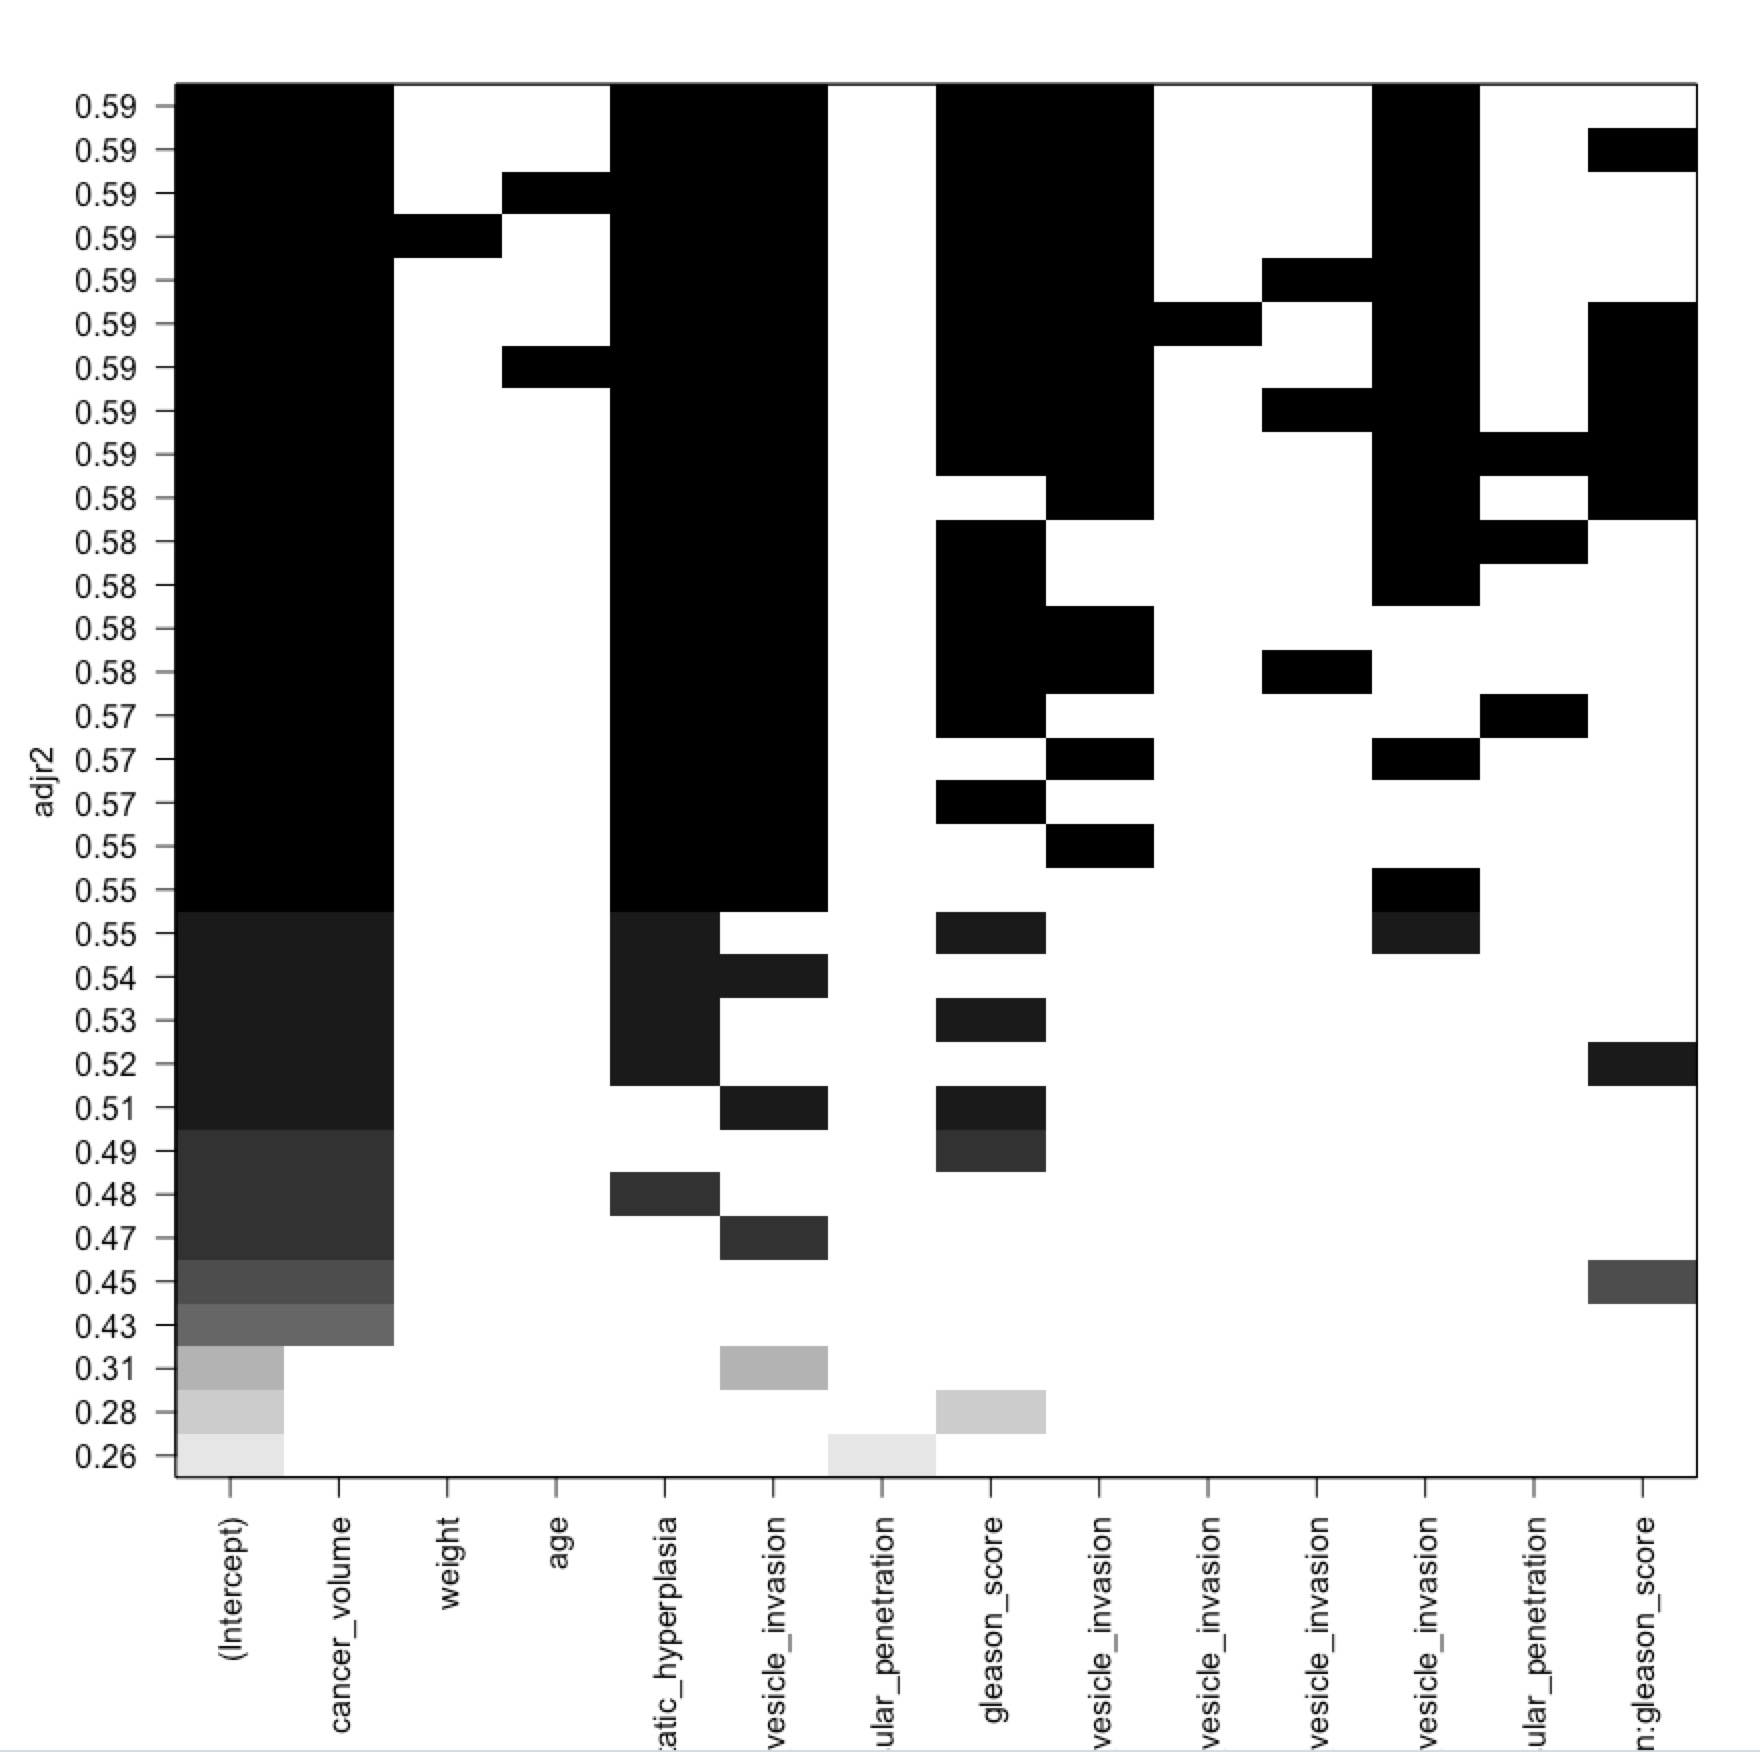 0.59
0.59
0.59
0.59
0.59
0.59
0.59
0.59
0.59
0.58
0.58
0.58
0.58
0.58
0.57
0.57
0.57
0.55
0.55
0.55
0.54
0.53
0.52
0.51
0.49
0.48
0.47
0.45
0.43
0.31
0.28
0.26
adjr2
(Intercept)
cancer_volume
weight
age
tatic_hyperplasia
vesicle_invasion
ular_penetration
gleason_score
vesicle_invasion
vesicle_invasion
vesicle_invasion
vesicle_invasion
ular_penetration
n:gleason_score